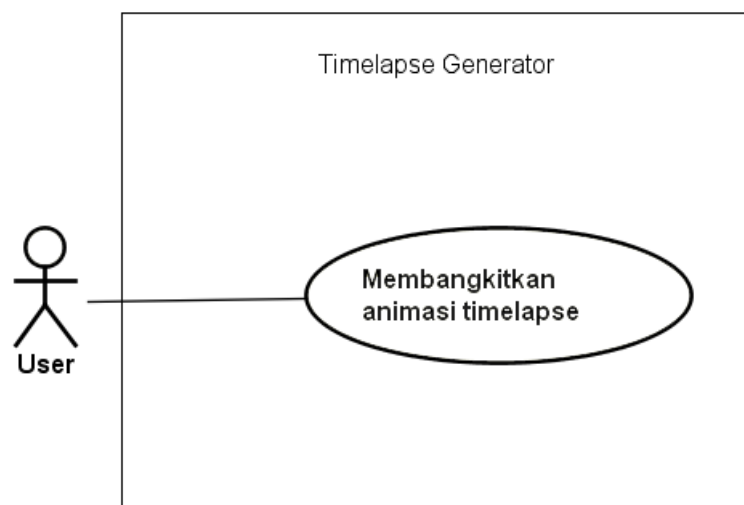 Timelapse Generator
Membangkitkan
animasi timelapse
User